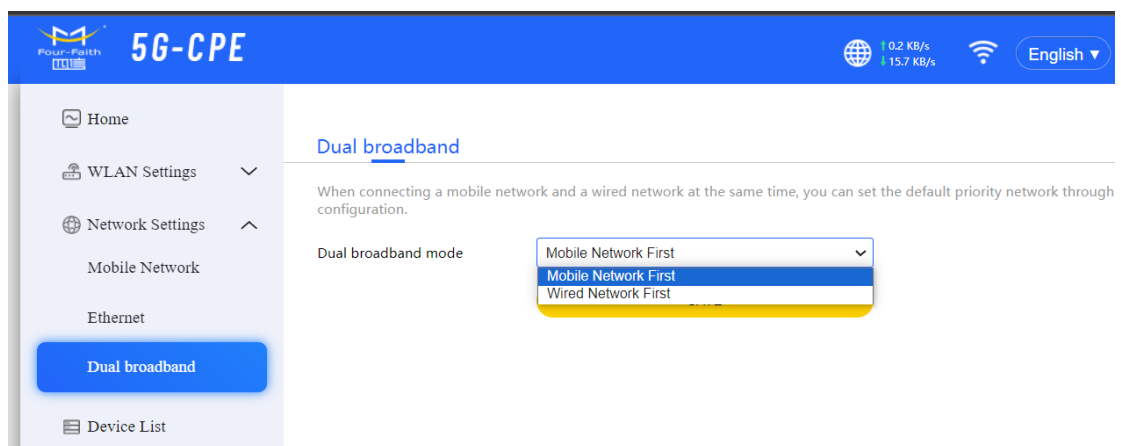 Four-Faith
四信
5G-CPE
↑0.2 KB/s
↓15.7 KB/s
English ▼
Home
WLAN Settings
Network Settings
Mobile Network
Ethernet
Dual broadband
Device List
Dual broadband
When connecting a mobile network and a wired network at the same time, you can set the default priority network through
configuration.
Dual broadband mode
Mobile Network First
Mobile Network First
Wired Network First